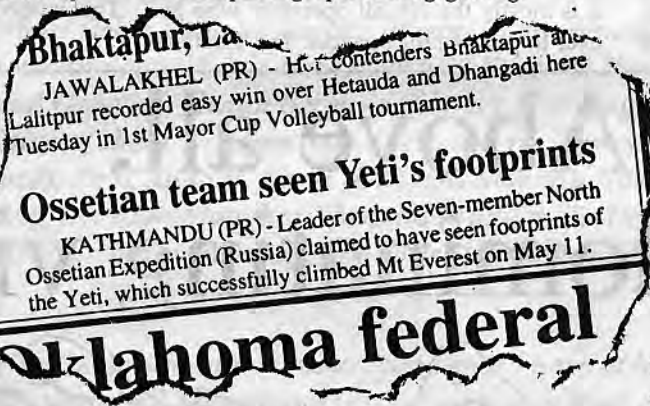 Bhaktapur, La
JAWALAKHEL (PR) - Hot contenders Bhaktapur and
Lalitpur recorded easy win over Hetauda and Dhangadi here
Tuesday in 1st Mayor Cup Volleyball tournament.
Ossetian team seen Yeti's footprints
KATHMANDU (PR) - Leader of the Seven-member North
Ossetian Expedition (Russia) claimed to have seen footprints of
the Yeti, which successfully climbed Mt Everest on May 11.
Oklahoma federal